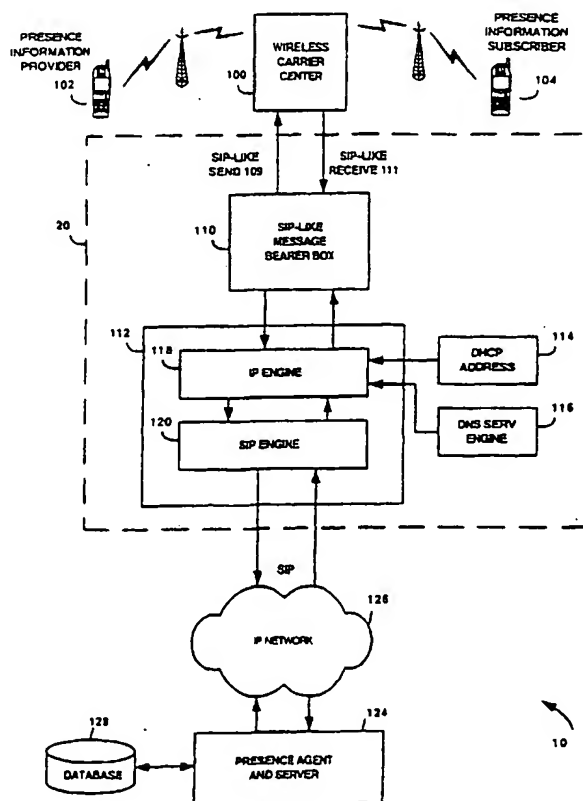 PRESENCE
INFORMATION
PROVIDER
102
WIRELESS
CARRIER
CENTER
100
PRESENCE
INFORMATION
SUBSCRIBER
104
SIP-LIKE
SEND 109
SIP-LIKE
RECEIVE 111
20
110
SIP-LIKE
MESSAGE
BEARER BOX
112
118
IP ENGINE
DHCP
ADDRESS
114
120
SIP ENGINE
DNS SERV
ENGINE
116
SIP
IP NETWORK
126
128
DATABASE
124
PRESENCE AGENT
AND SERVER
10